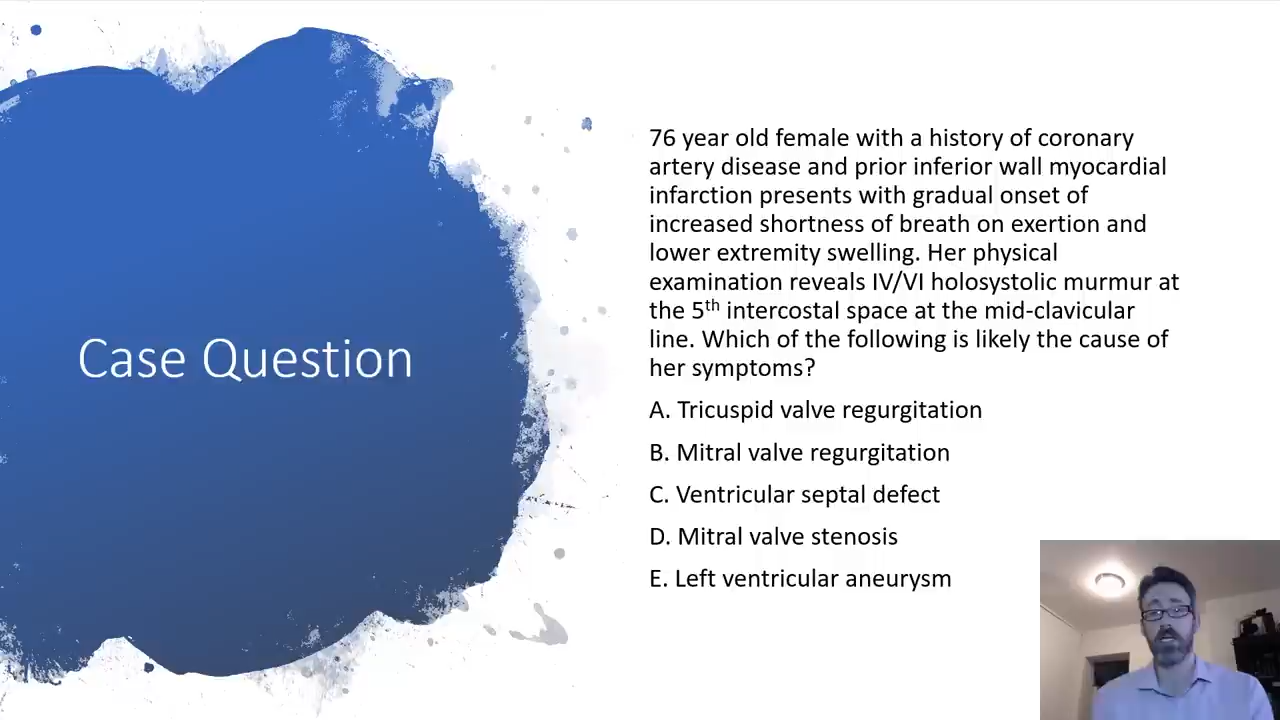 Case Question
76 year old female with a history of coronary
artery disease and prior inferior wall myocardial
infarction presents with gradual onset of
increased shortness of breath on exertion and
lower extremity swelling. Her physical
examination reveals IV/VI holosystolic murmur at
the 5th intercostal space at the mid-clavicular
line. Which of the following is likely the cause of
her symptoms?
A. Tricuspid valve regurgitation
B. Mitral valve regurgitation
C. Ventricular septal defect
D. Mitral valve stenosis
E. Left ventricular aneurysm